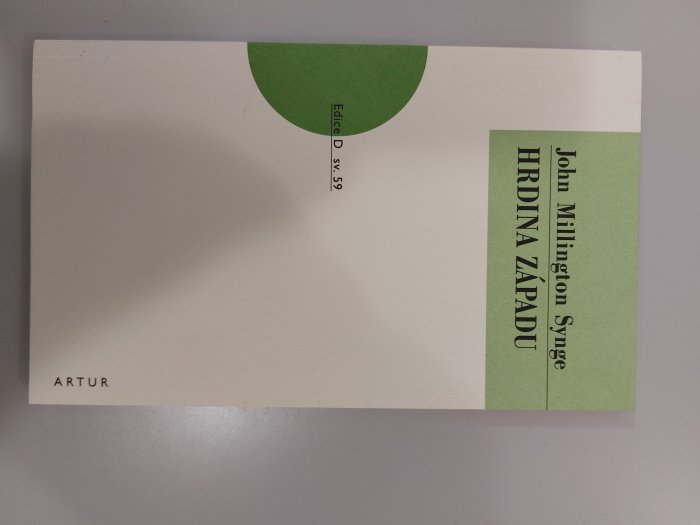 John Millington Synge
HRDINA ZÁPADU
Edice D sv. 59
ARTUR